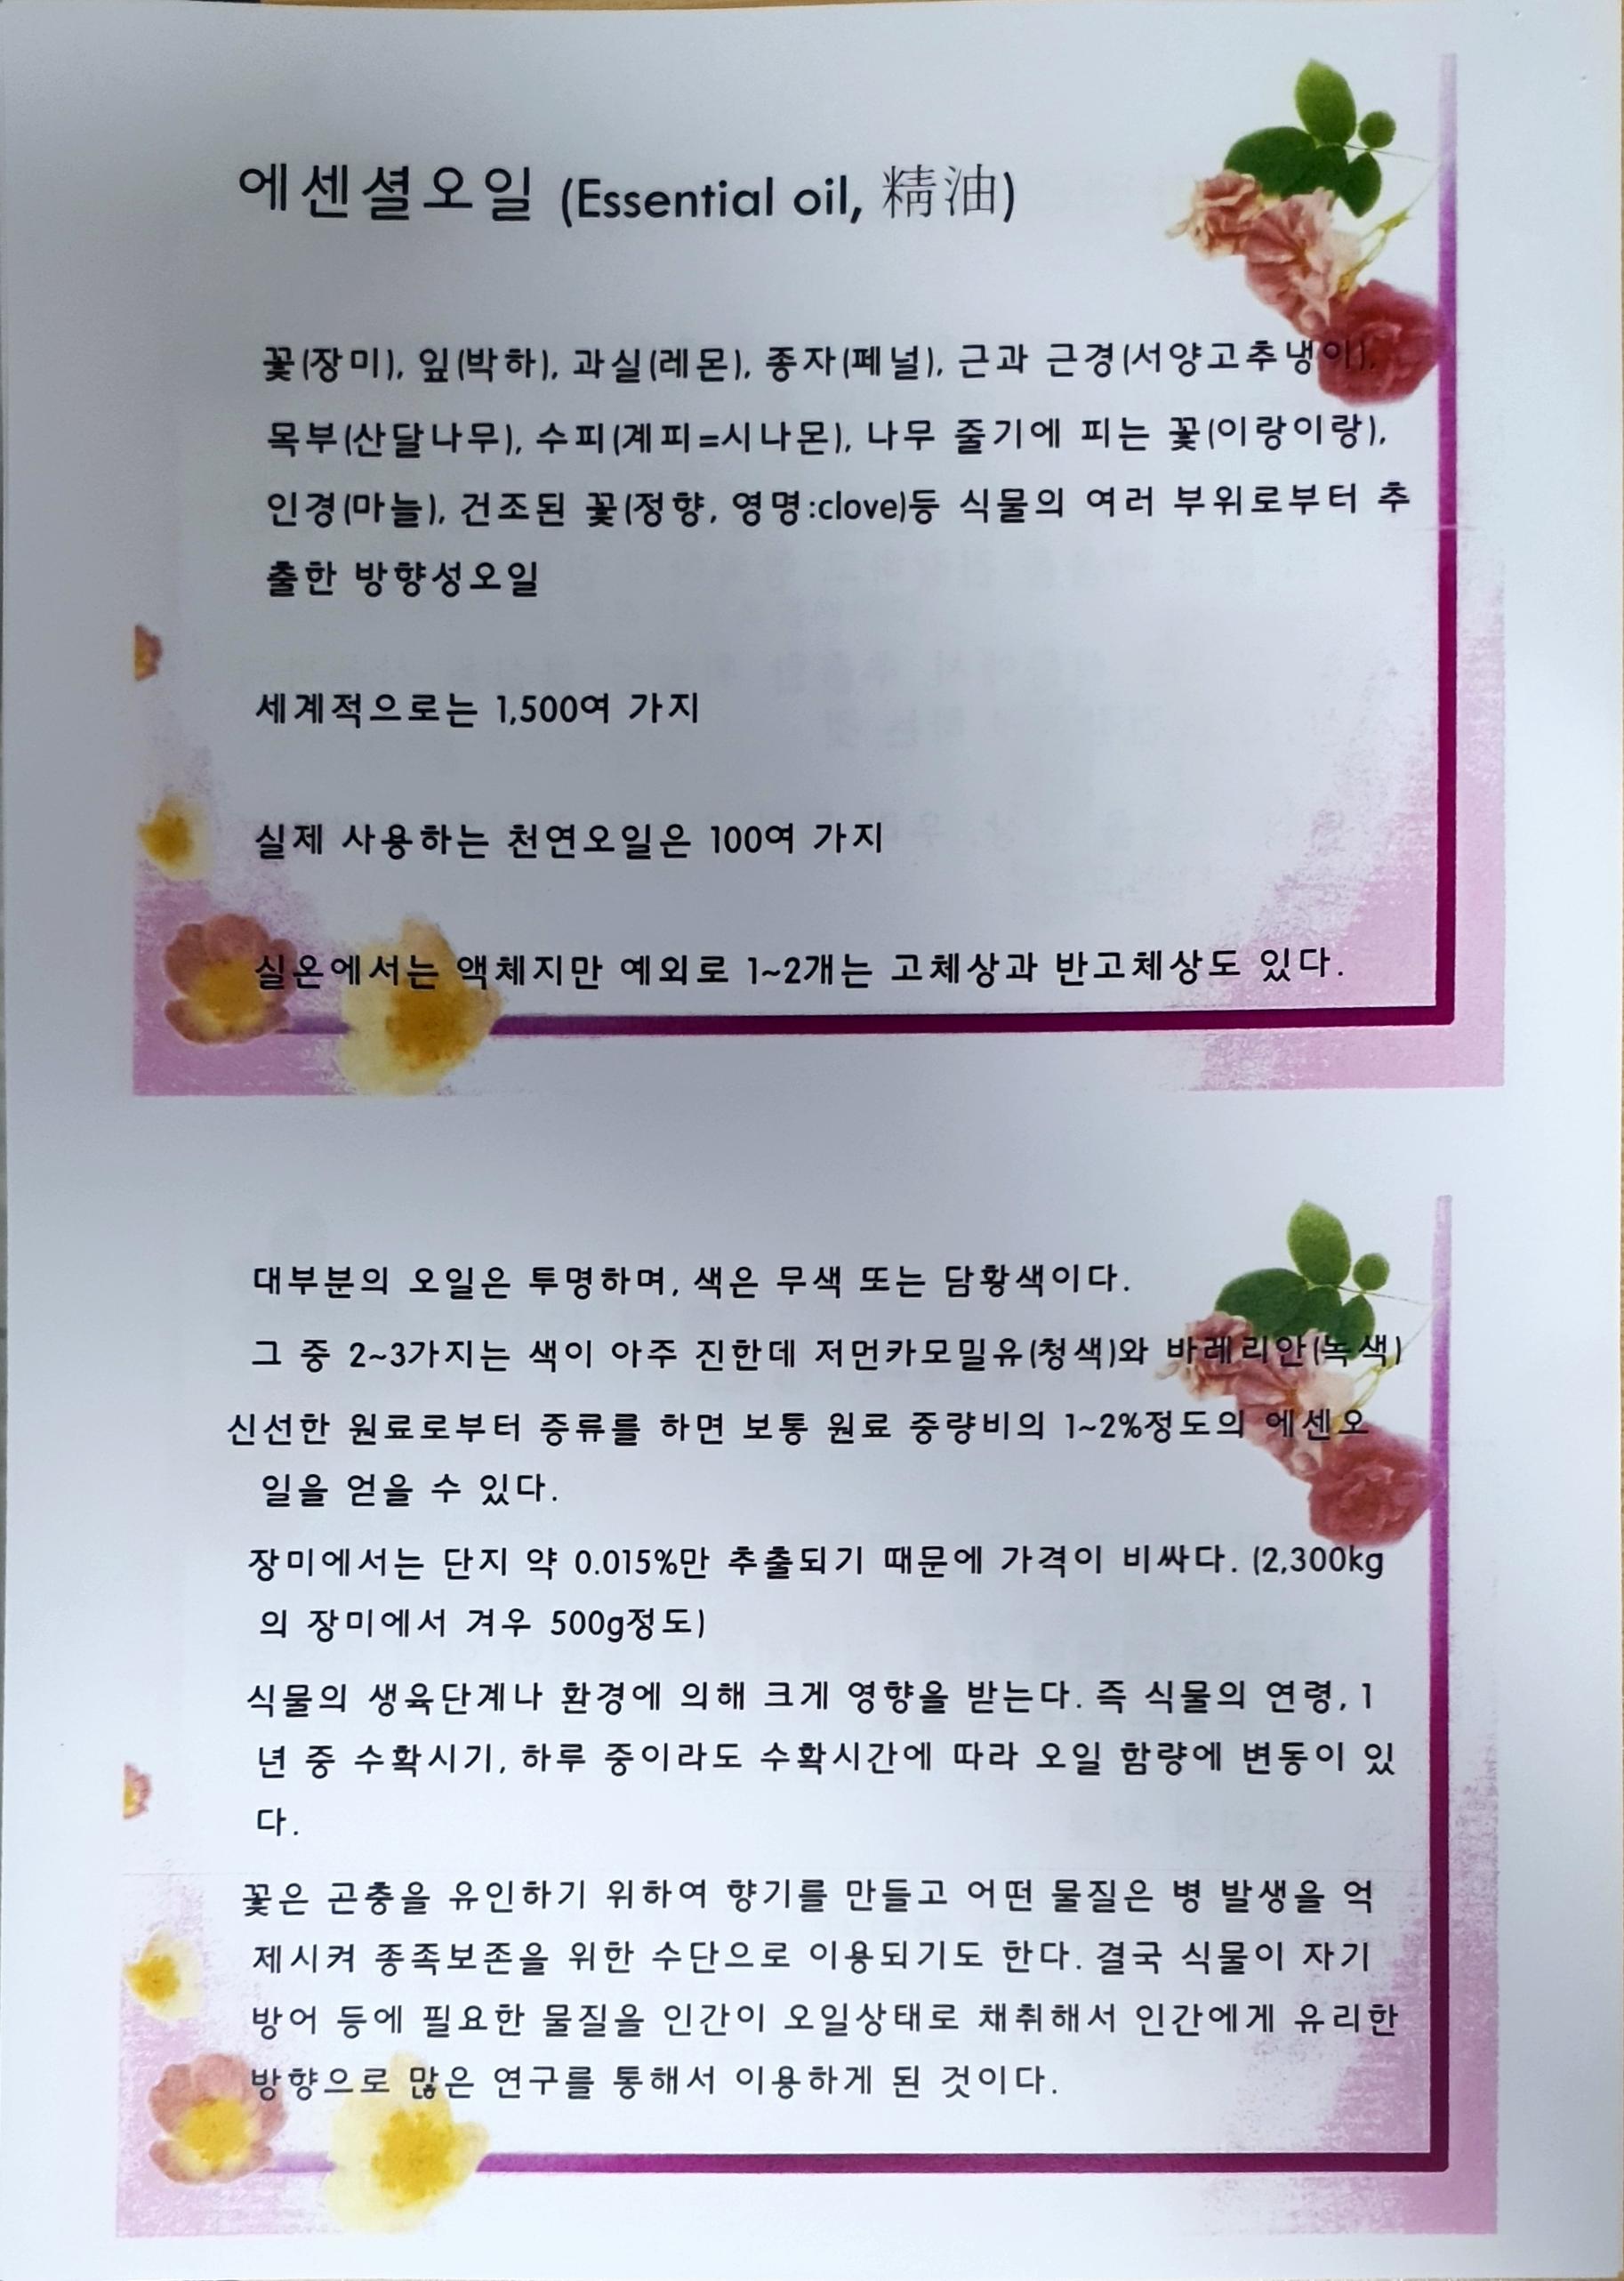 에센셜오일 (Essential oil, 精油)
꽃(장미), 잎(박하), 과실(레몬), 종자(페널), 근과 근경(서양고추냉이),
목부(산달나무), 수피(계피=시나몬), 나무 줄기에 피는 꽃(이랑이랑),
인경(마늘), 건조된 꽃(정향, 영명:clove)등 식물의 여러 부위로부터 추
출한 방향성오일
세계적으로는 1,500여 가지
실제 사용하는 천연오일은 100여 가지
실온에서는 액체지만 예외로 1~2개는 고체상과 반고체상도 있다.
대부분의 오일은 투명하며, 색은 무색 또는 담황색이다.
그 중 2~3가지는 색이 아주 진한데 저먼카모밀유(청색)와 바레리안(녹색)
신선한 원료로부터 증류를 하면 보통 원료 중량비의 1~2%정도의 에센오
일을 얻을 수 있다.
장미에서는 단지 약 0.015%만 추출되기 때문에 가격이 비싸다. (2,300kg
의 장미에서 겨우 500g정도)
식물의 생육단계나 환경에 의해 크게 영향을 받는다. 즉 식물의 연령, 1
년 중 수확시기, 하루 중이라도 수확시간에 따라 오일 함량에 변동이 있
다.
꽃은 곤충을 유인하기 위하여 향기를 만들고 어떤 물질은 병 발생을 억
제시켜 종족보존을 위한 수단으로 이용되기도 한다. 결국 식물이 자기
방어 등에 필요한 물질을 인간이 오일상태로 채취해서 인간에게 유리한
방향으로 많은 연구를 통해서 이용하게 된 것이다.